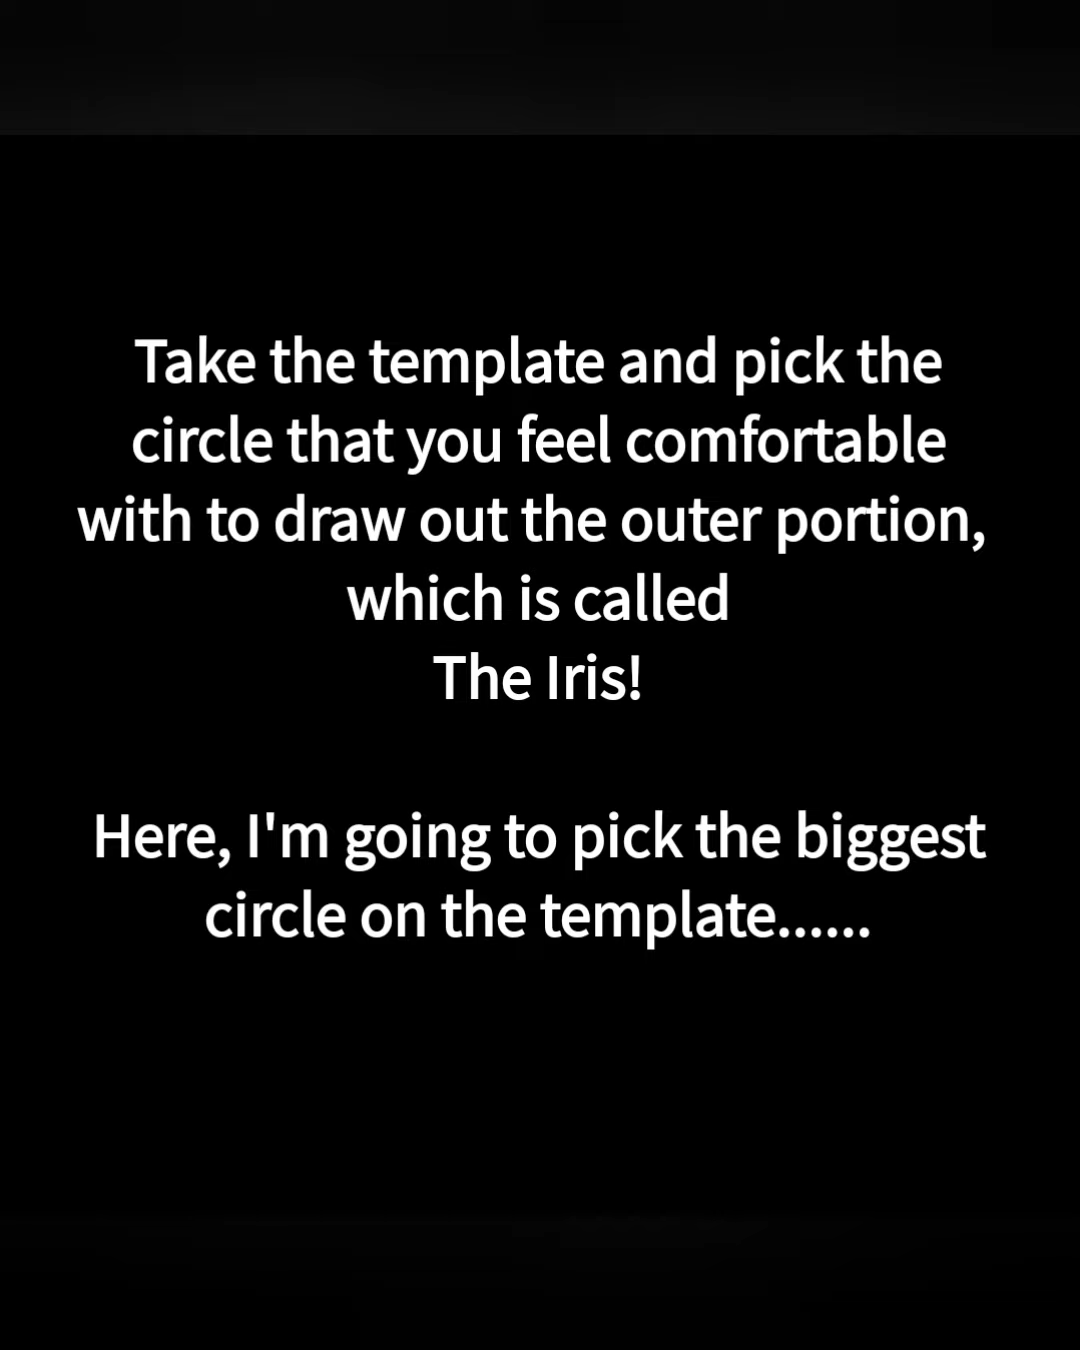 Take the template and pick the
circle that you feel comfortable
with to draw out the outer portion,
which is called
The Iris!
Here, I'm going to pick the biggest
circle on the template......